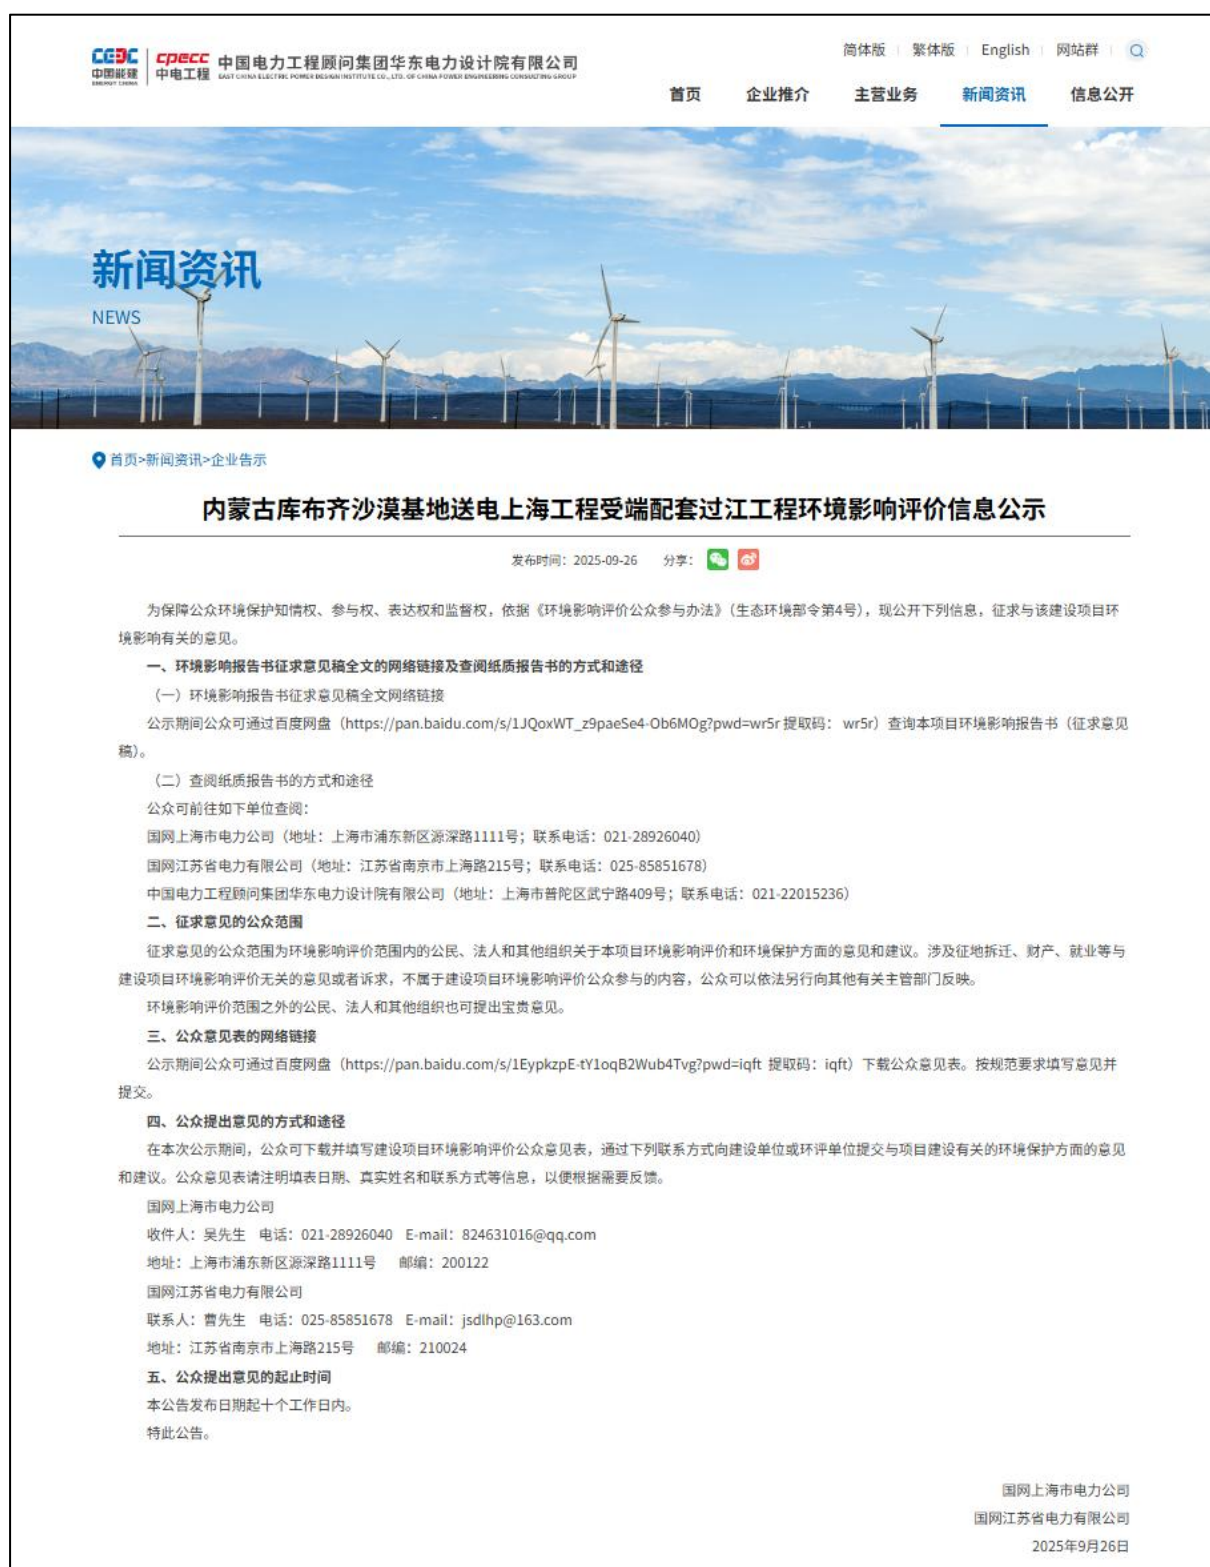 简体版 繁体版 English 网站群
CEEC 中国能建 ENERGY CHINA
cpecc 中电工程
中国电力工程顾问集团华东电力设计院有限公司
EAST CHINA ELECTRIC POWER DESIGN INSTITUTE CO., LTD. OF CHINA POWER ENGINEERING CONSULTING GROUP
首页 企业推介 主营业务 新闻资讯 信息公开
新闻资讯
NEWS
首页>新闻资讯>企业告示
内蒙古库布齐沙漠基地送电上海工程受端配套过江工程环境影响评价信息公示
发布时间：2025-09-26 分享：
为保障公众环境保护知情权、参与权、表达权和监督权，依据《环境影响评价公众参与办法》（生态环境部令第4号），现公开下列信息，征求与该建设项目环
境影响有关的意见。
一、环境影响报告书征求意见稿全文的网络链接及查阅纸质报告书的方式和途径
（一）环境影响报告书征求意见稿全文网络链接
公示期间公众可通过百度网盘（https://pan.baidu.com/s/1JQoxWT_z9paeSe4-Ob6MOg?pwd=wr5r 提取码： wr5r）查询本项目环境影响报告书（征求意见
稿）。
（二）查阅纸质报告书的方式和途径
公众可前往如下单位查阅：
国网上海市电力公司（地址：上海市浦东新区源深路1111号；联系电话：021-28926040）
国网江苏省电力有限公司（地址：江苏省南京市上海路215号；联系电话：025-85851678）
中国电力工程顾问集团华东电力设计院有限公司（地址：上海市普陀区武宁路409号；联系电话：021-22015236）
二、征求意见的公众范围
征求意见的公众范围为环境影响评价范围内的公民、法人和其他组织关于本项目环境影响评价和环境保护方面的意见和建议。涉及征地拆迁、财产、就业等与
建设项目环境影响评价无关的意见或者诉求，不属于建设项目环境影响评价公众参与的内容，公众可以依法另行向其他有关主管部门反映。
环境影响评价范围之外的公民、法人和其他组织也可提出宝贵意见。
三、公众意见表的网络链接
公示期间公众可通过百度网盘（https://pan.baidu.com/s/1EypkzpE-tY1oqB2Wub4Tvg?pwd=iqft 提取码：iqft）下载公众意见表。按规范要求填写意见并
提交。
四、公众提出意见的方式和途径
在本次公示期间，公众可下载并填写建设项目环境影响评价公众意见表，通过下列联系方式向建设单位或环评单位提交与项目建设有关的环境保护方面的意见
和建议。公众意见表请注明填表日期、真实姓名和联系方式等信息，以便根据需要反馈。
国网上海市电力公司
收件人：吴先生 电话：021-28926040 E-mail：824631016@qq.com
地址：上海市浦东新区源深路1111号 邮编：200122
国网江苏省电力有限公司
联系人：曹先生 电话：025-85851678 E-mail：jsdlhp@163.com
地址：江苏省南京市上海路215号 邮编：210024
五、公众提出意见的起止时间
本公告发布日期起十个工作日内。
特此公告。
国网上海市电力公司
国网江苏省电力有限公司
2025年9月26日